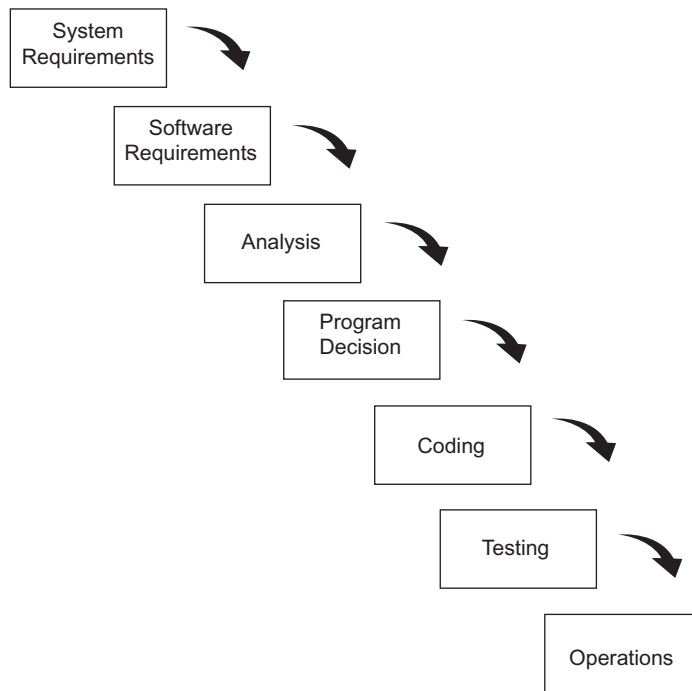 System
Requirements
Software
Requirements
Analysis
Program
Decision
Coding
Testing
Operations